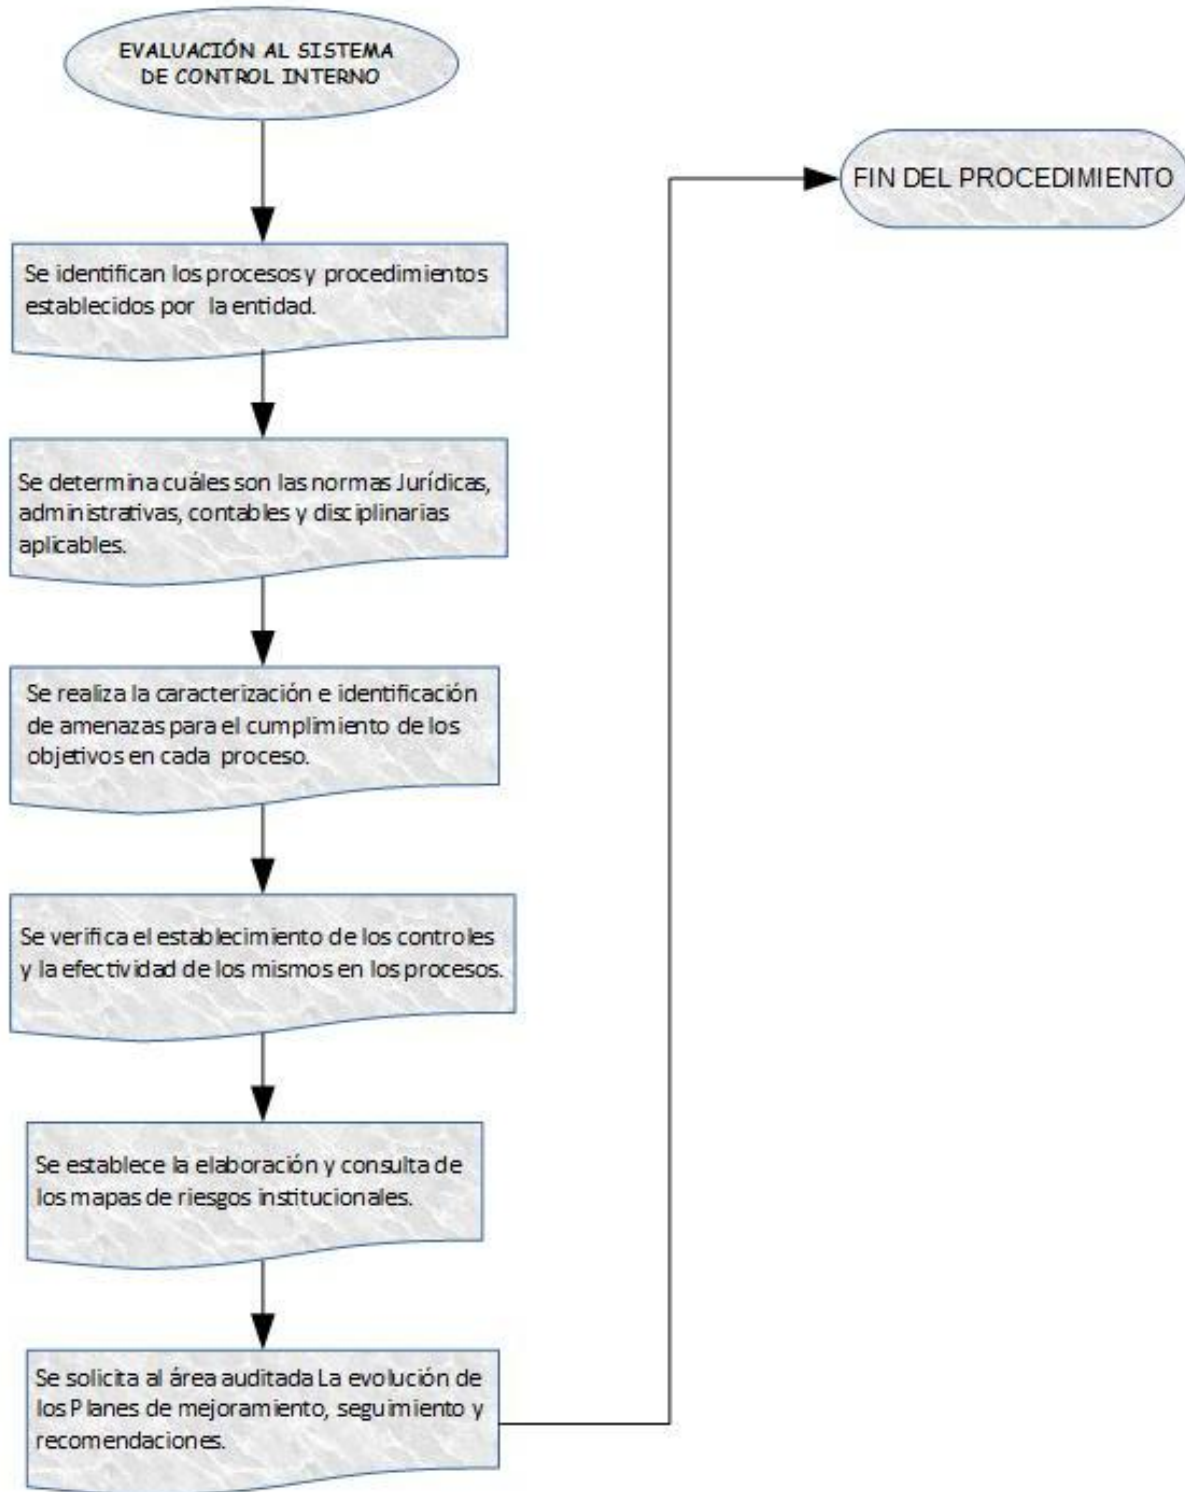 EVALUACIÓN AL SISTEMA
DE CONTROL INTERNO
Se identifican los procesos y procedimientos
establecidos por la entidad.
Se determina cuáles son las normas Jurídicas,
administrativas, contables y disciplinarias
aplicables.
Se realiza la caracterización e identificación
de amenazas para el cumplimiento de los
objetivos en cada proceso.
Se verifica el establecimiento de los controles
y la efectividad de los mismos en los procesos.
Se establece la elaboración y consulta de
los mapas de riesgos institucionales.
Se solicita al área auditada La evolución de
los Planes de mejoramiento, seguimiento y
recomendaciones.
FIN DEL PROCEDIMIENTO